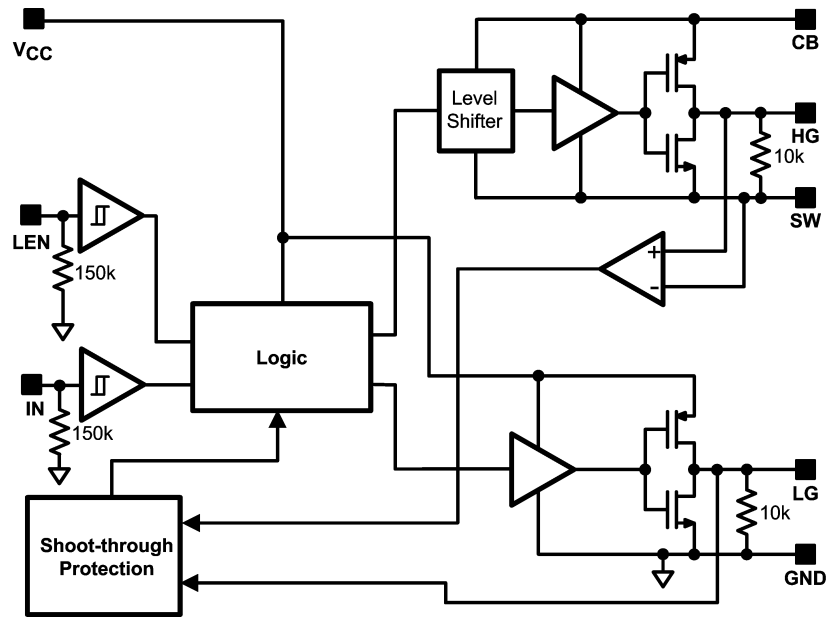 VCC
CB
Level
Shifter
HG
10k
SW
LEN
150k
+
-
Logic
IN
150k
LG
10k
Shoot-through
Protection
GND